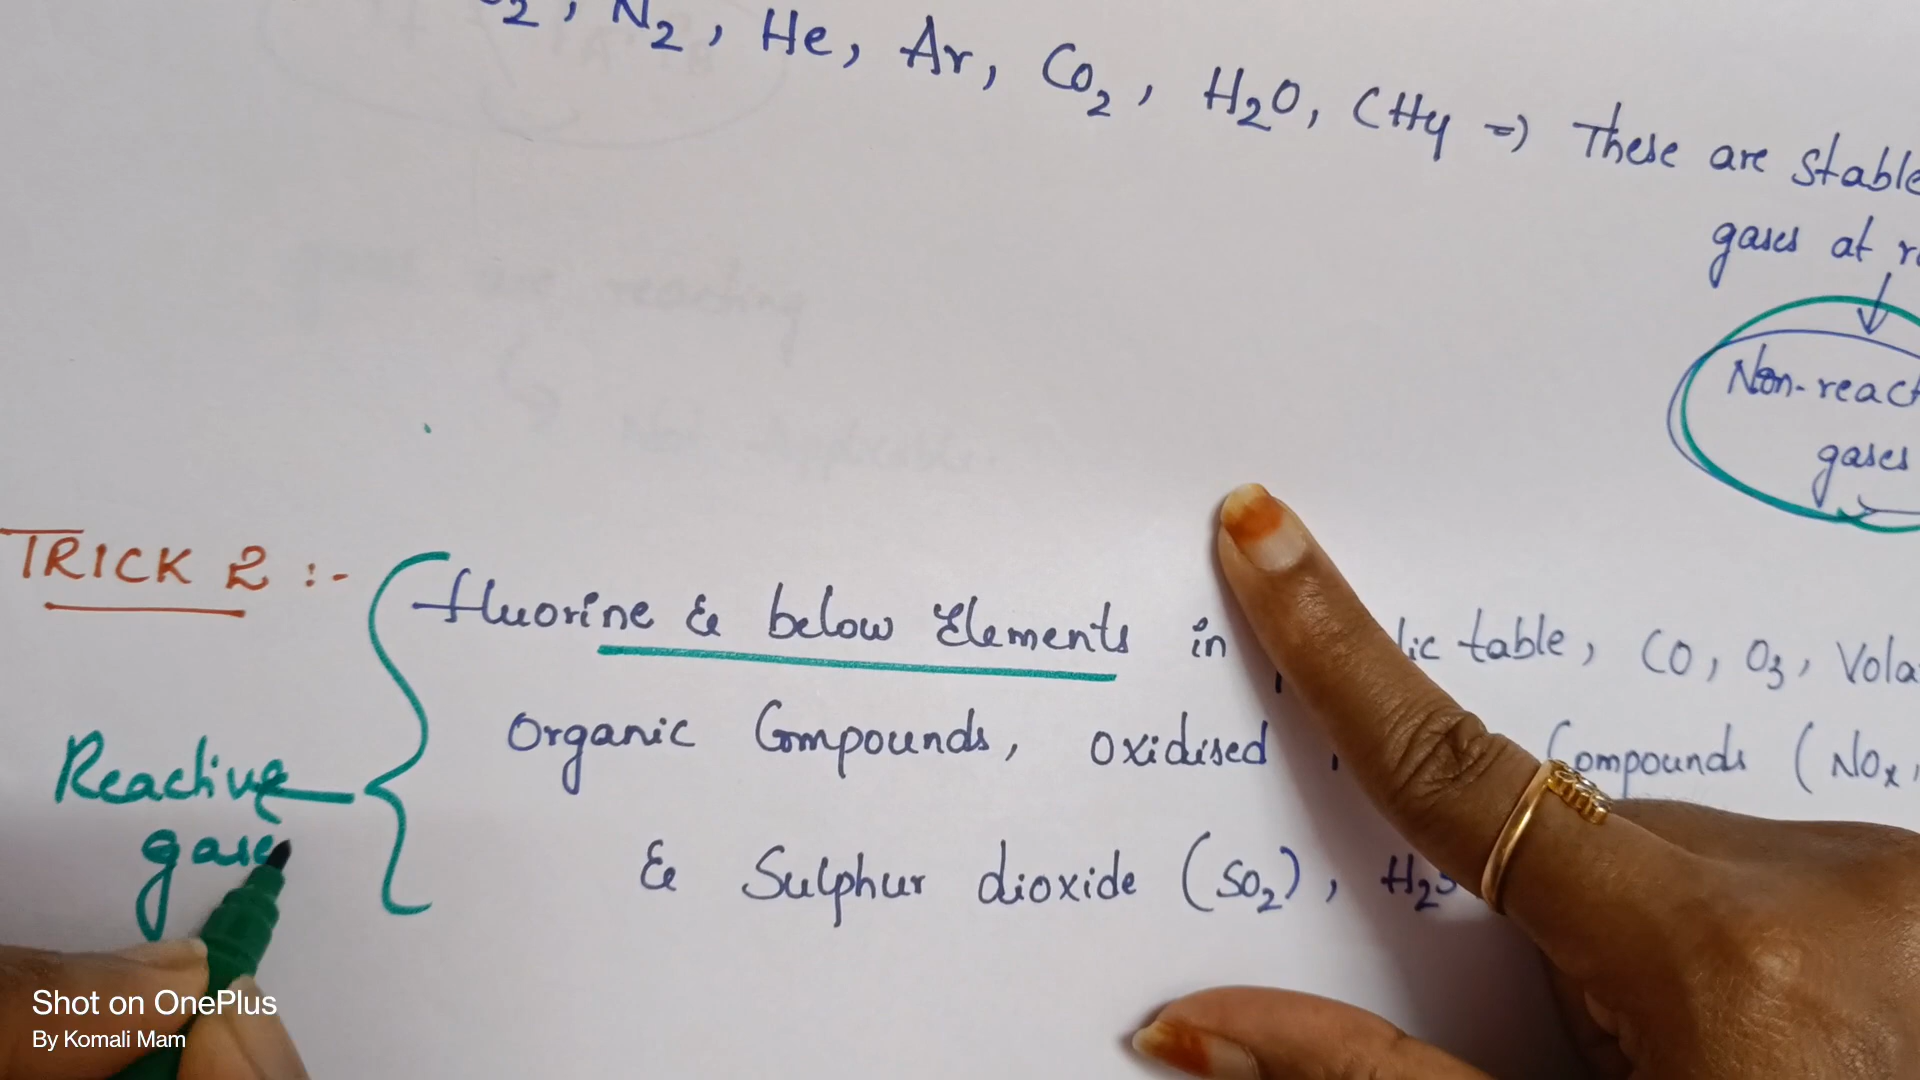 N2, He, Ar, Co2, H2O, CH4 => These are stable
gases at
Non-react
gases
TRICK 2 :-
fluorine & below Elements in table, CO, O3, Vola
Organic Compounds, Oxidised Compounds (NOx,
& Sulphur dioxide (SO2), H2S
Reactive
gases
Shot on OnePlus
By Komali Mam